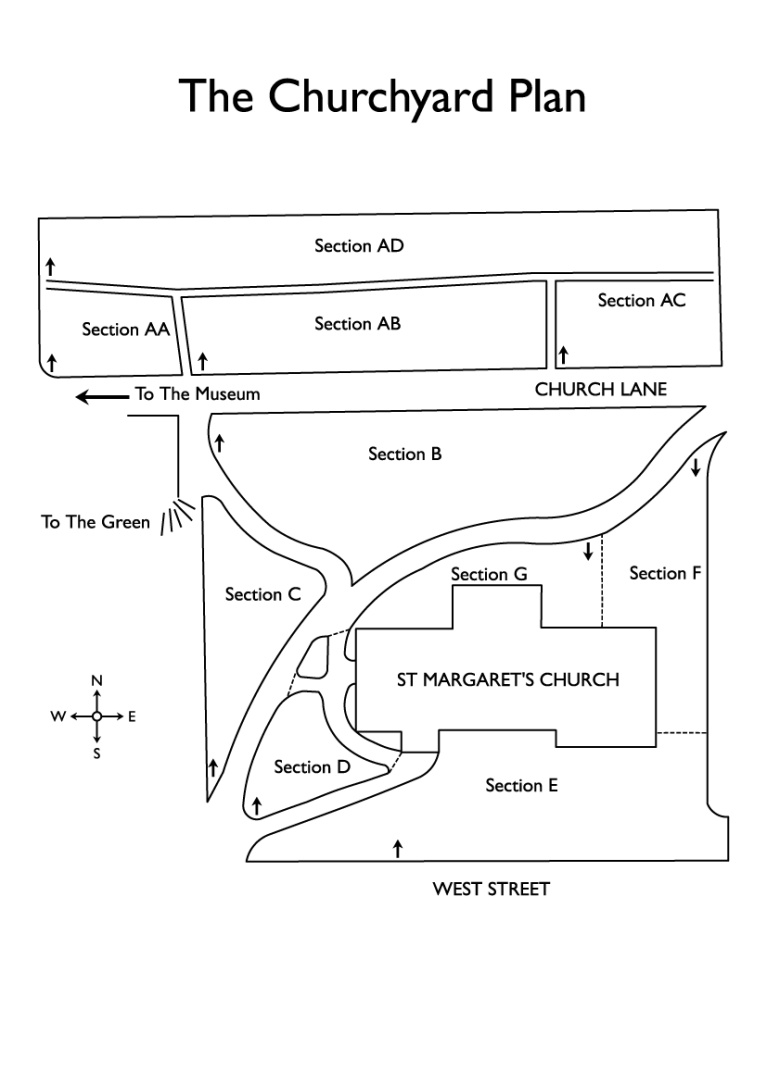 The Churchyard Plan
Section AD
Section AC
Section AA
Section AB
To The Museum
CHURCH LANE
Section B
To The Green
Section G
Section F
Section C
ST MARGARET'S CHURCH
N
W E
S
Section D
Section E
WEST STREET